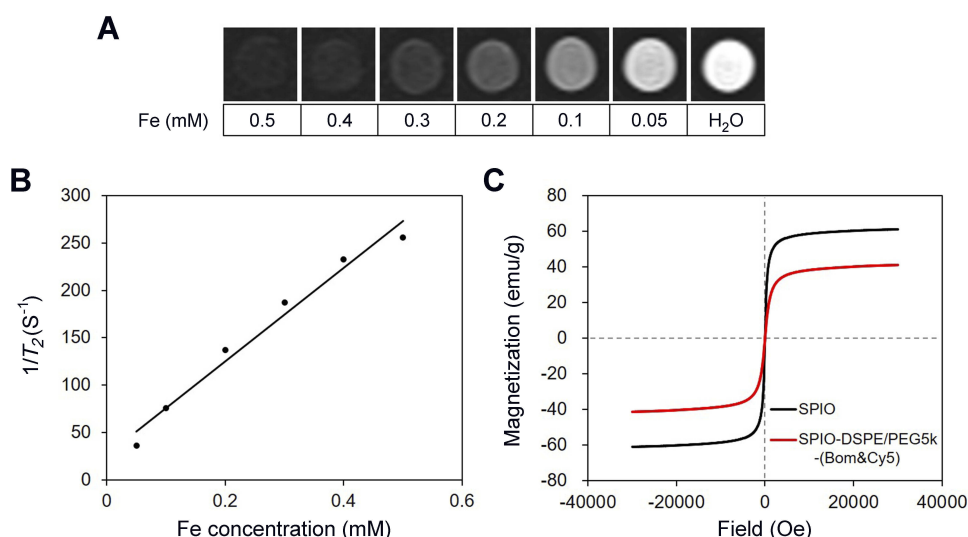 A
Fe (mM) 0.5 0.4 0.3 0.2 0.1 0.05 H₂O
B
300
250
200
150
100
50
0
0 0.2 0.4 0.6
1/T₂(S⁻¹)
Fe concentration (mM)
C
80
60
40
20
0
-20
-40
-60
-80
-40000 -20000 0 20000 40000
Magnetization (emu/g)
Field (Oe)
SPIO
SPIO-DSPE/PEG5k
-(Bom&Cy5)